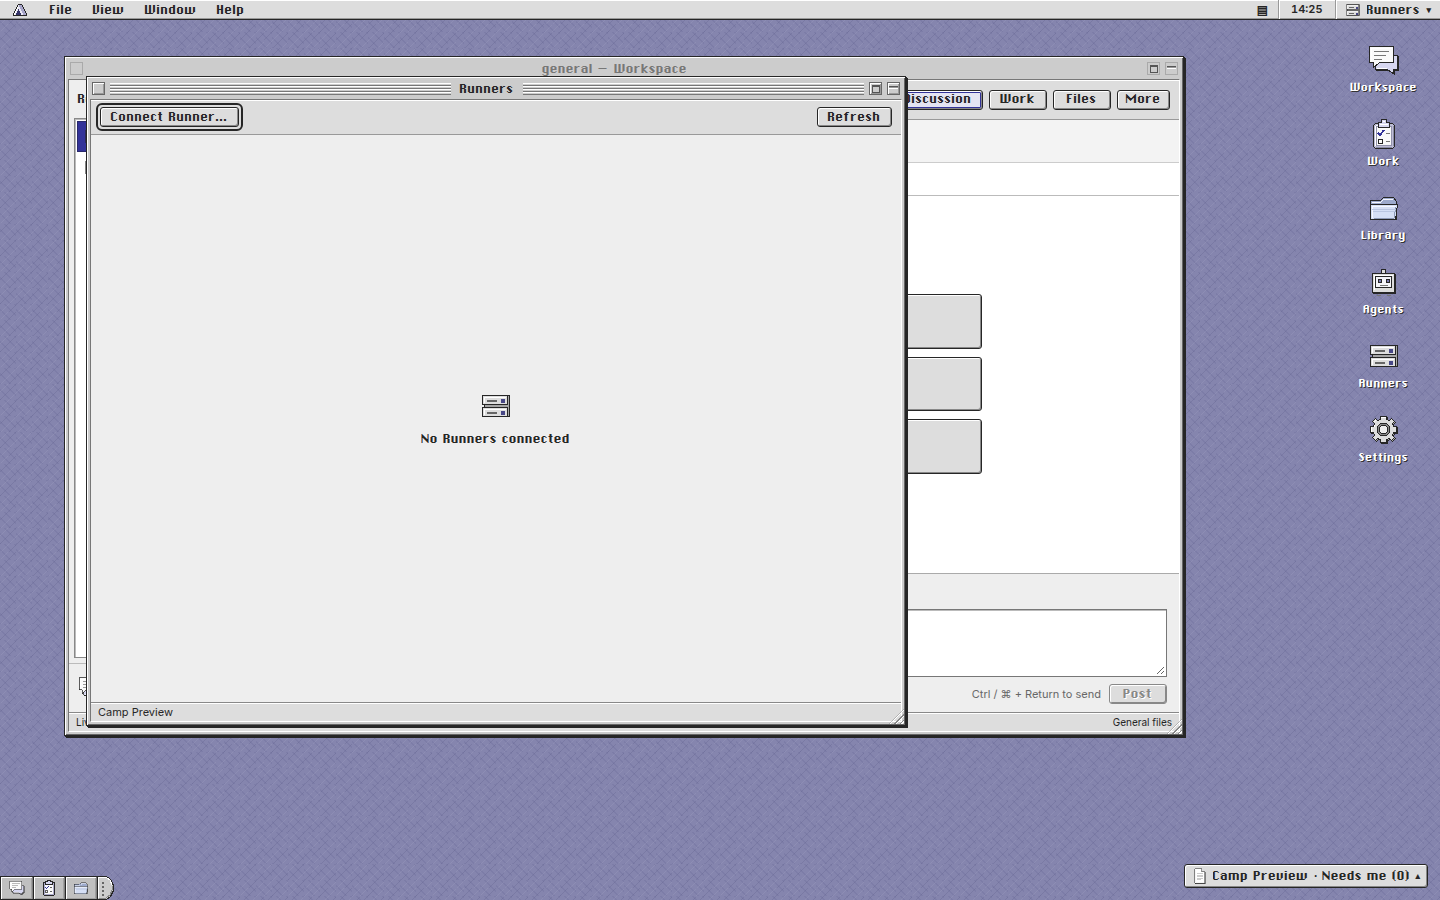 File View Window Help
14:25 Runners
general — Workspace
Runners
Connect Runner...
Refresh
Discussion Work Files More
No Runners connected
Camp Preview
Ctrl / ⌘ + Return to send Post
General files
Workspace
Work
Library
Agents
Runners
Settings
Camp Preview · Needs me (0)